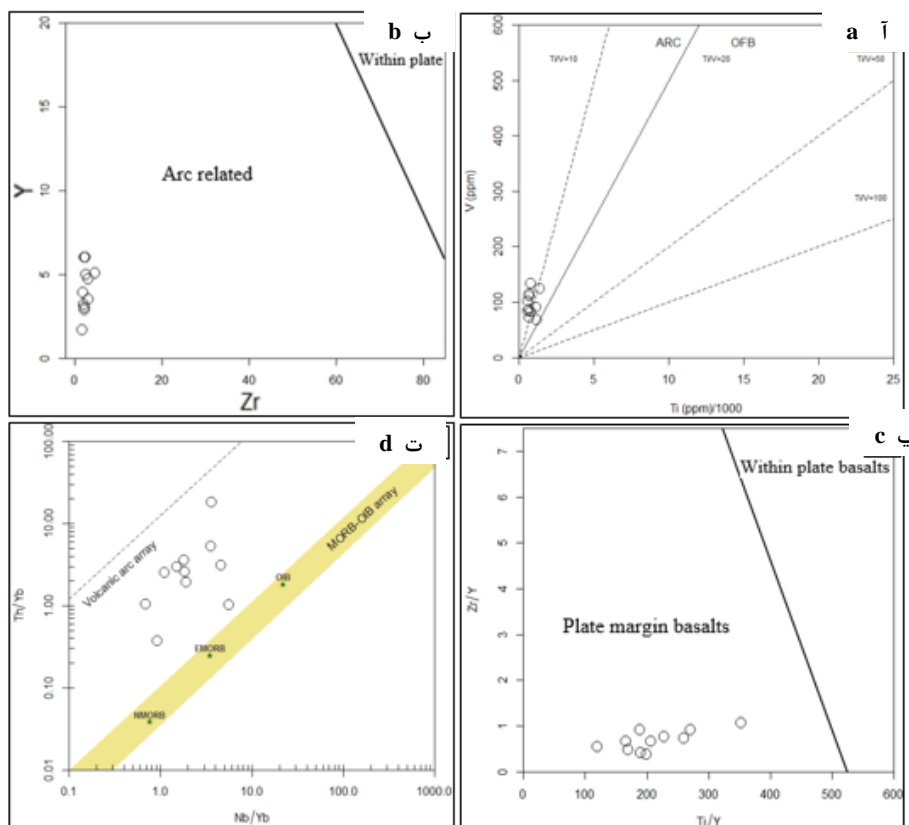 ب b
Within plate
Arc related
Y
20
15
10
5
0
0
20
40
60
80
Zr
آ a
ARC
OFB
Ti/V=10
Ti/V=20
Ti/V=50
Ti/V=100
V (ppm)
600
500
400
300
200
100
0
0
5
10
15
20
25
Ti (ppm)/1000
ت d
Volcanic arc array
MORB-OIB array
OIB
EMORB
NMORB
Th/Yb
100.00
10.00
1.00
0.10
0.01
0.1
1.0
10.0
100.0
1000.0
Nb/Yb
پ c
Within plate basalts
Plate margin basalts
Zr/Y
7
6
5
4
3
2
1
0
0
100
200
300
400
500
600
Ti/Y